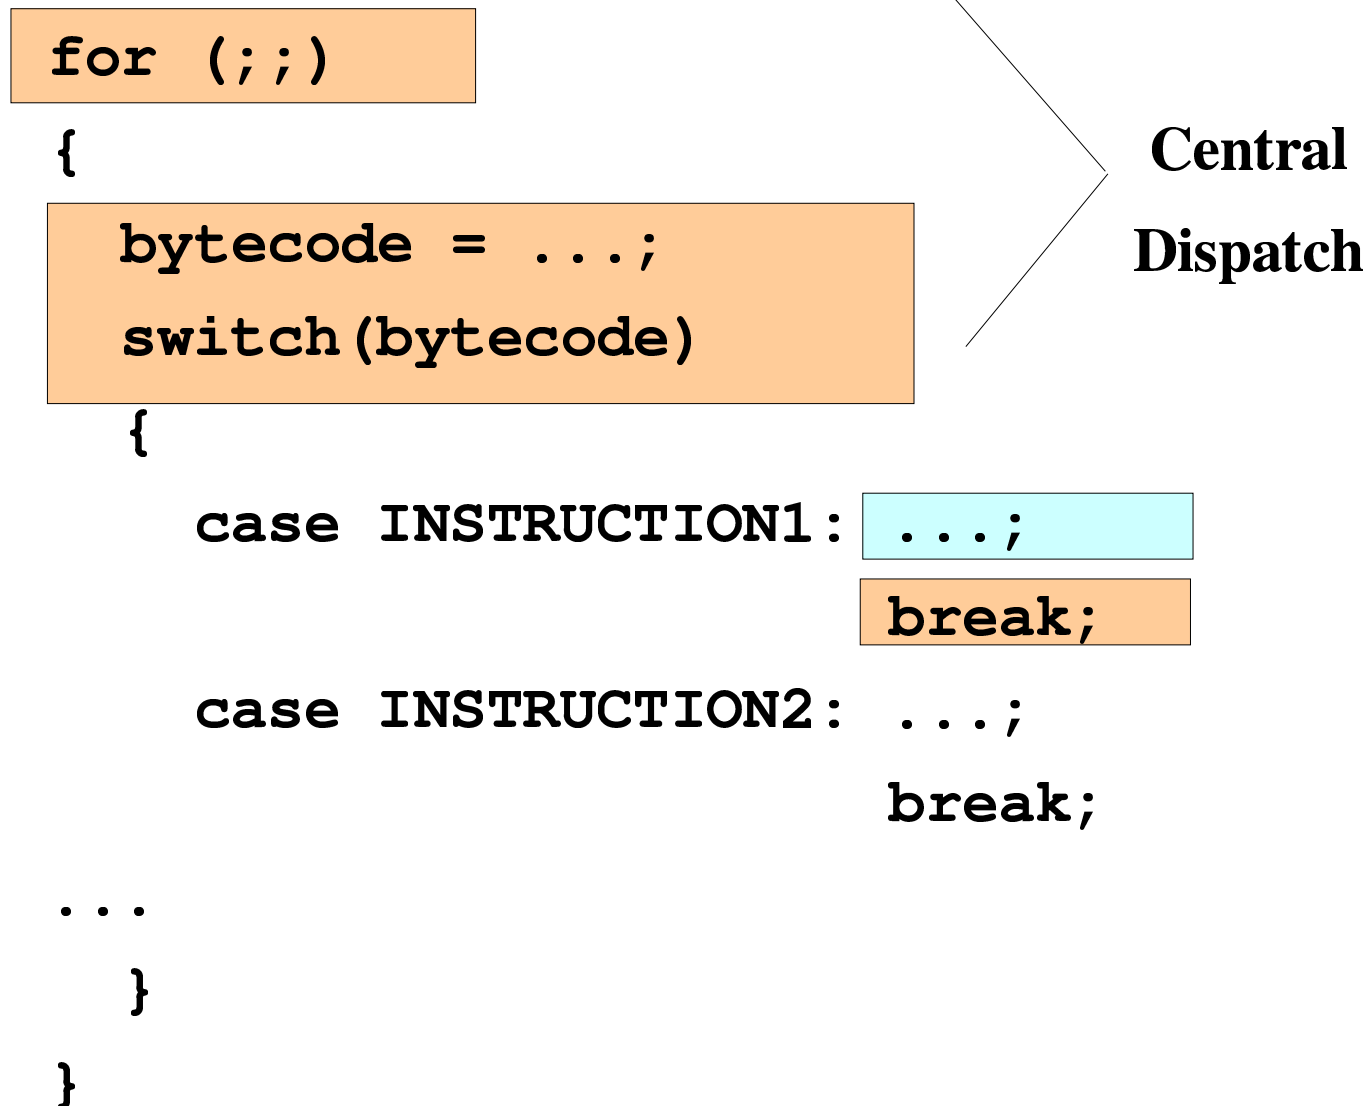 for (;;)
{
bytecode = ...;
switch(bytecode)
{
case INSTRUCTION1: ...;
break;
case INSTRUCTION2: ...;
break;
...
}
}
Central
Dispatch